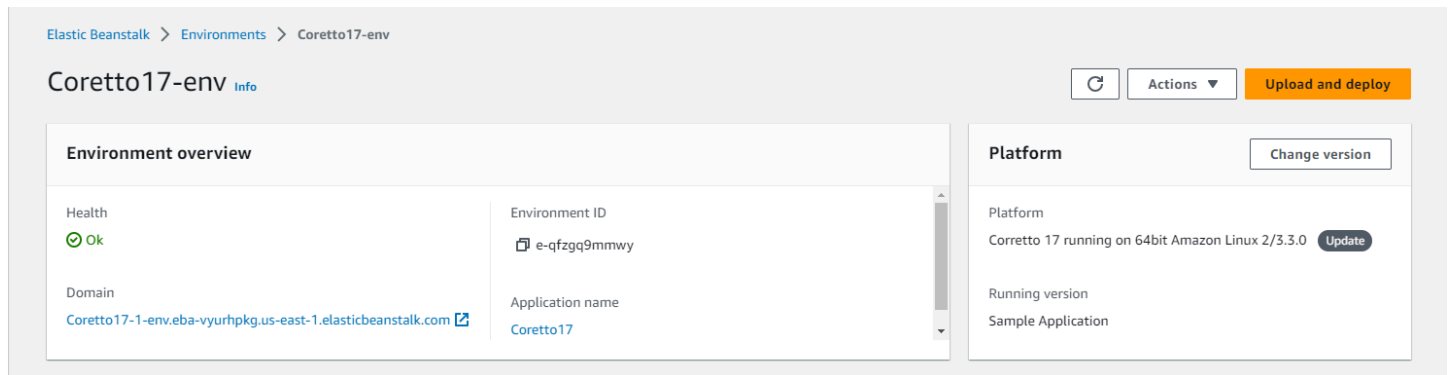 Elastic Beanstalk > Environments > Coretto17-env
Coretto17-env Info
Actions
Upload and deploy
Environment overview
Health
Ok
Domain
Coretto17-1-env.eba-vyurhpkg.us-east-1.elasticbeanstalk.com
Environment ID
e-qfzgq9mmwy
Application name
Coretto17
Platform
Change version
Platform
Corretto 17 running on 64bit Amazon Linux 2/3.3.0 Update
Running version
Sample Application